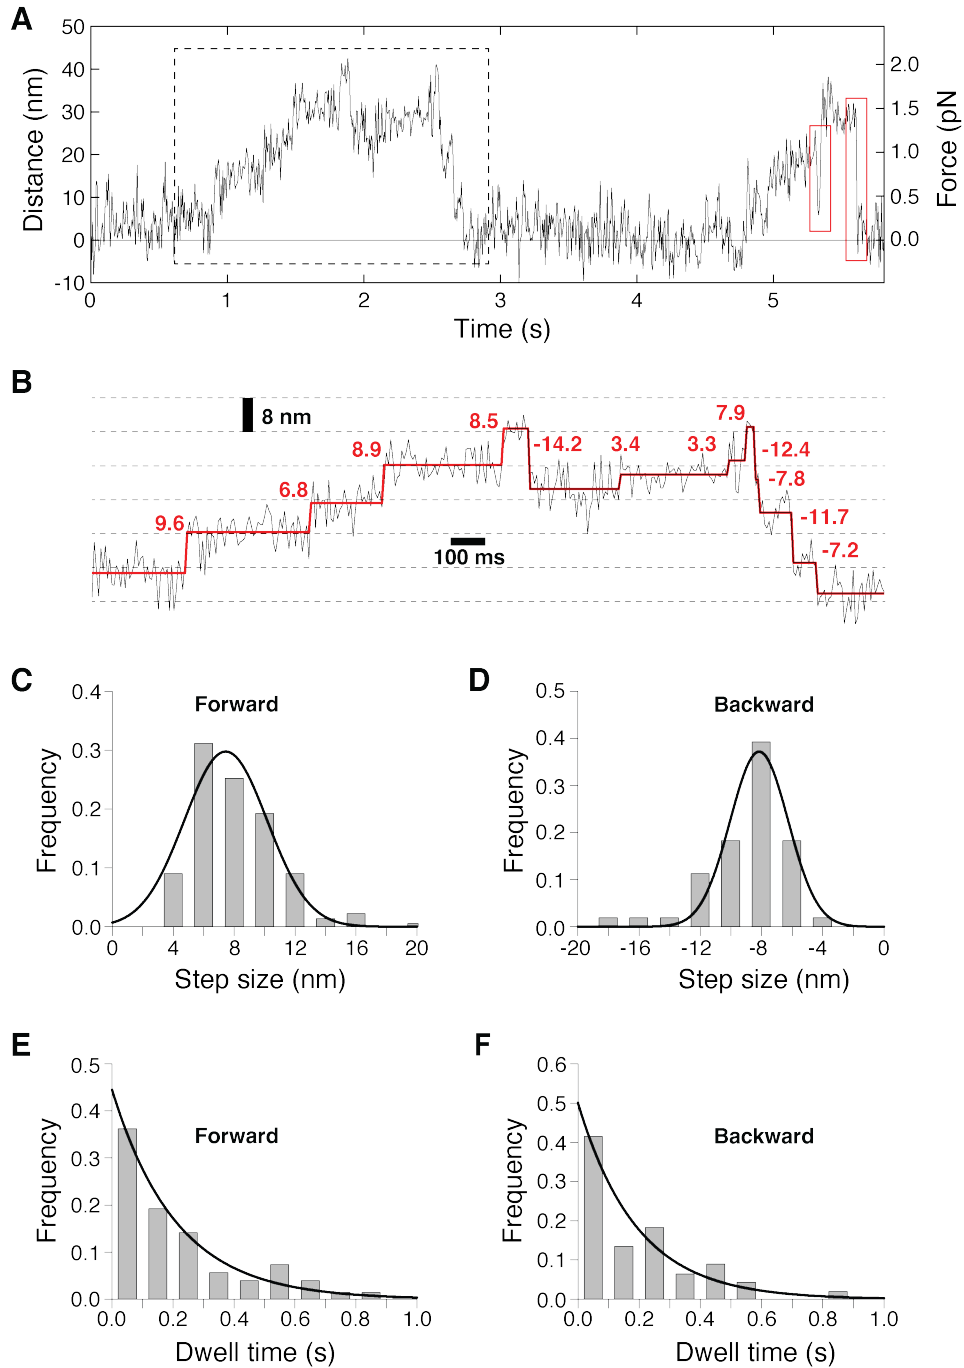 A
50
40
30
20
10
0
-10
Distance (nm)
2.0
1.5
1.0
0.5
0.0
Force (pN
0 1 2 3 4 5
Time (s)
B
8 nm
9.6
6.8
8.9
8.5
-14.2
3.4
3.3
7.9
-12.4
-7.8
-11.7
-7.2
100 ms
C
Forward
0.4
0.3
0.2
0.1
0.0
Frequency
0 4 8 12 16 20
Step size (nm)
D
Backward
0.5
0.4
0.3
0.2
0.1
0.0
Frequency
-20 -16 -12 -8 -4 0
Step size (nm)
E
Forward
0.5
0.4
0.3
0.2
0.1
0.0
Frequency
0.0 0.2 0.4 0.6 0.8 1.0
Dwell time (s)
F
Backward
0.6
0.5
0.4
0.3
0.2
0.1
0.0
Frequency
0.0 0.2 0.4 0.6 0.8 1.0
Dwell time (s)